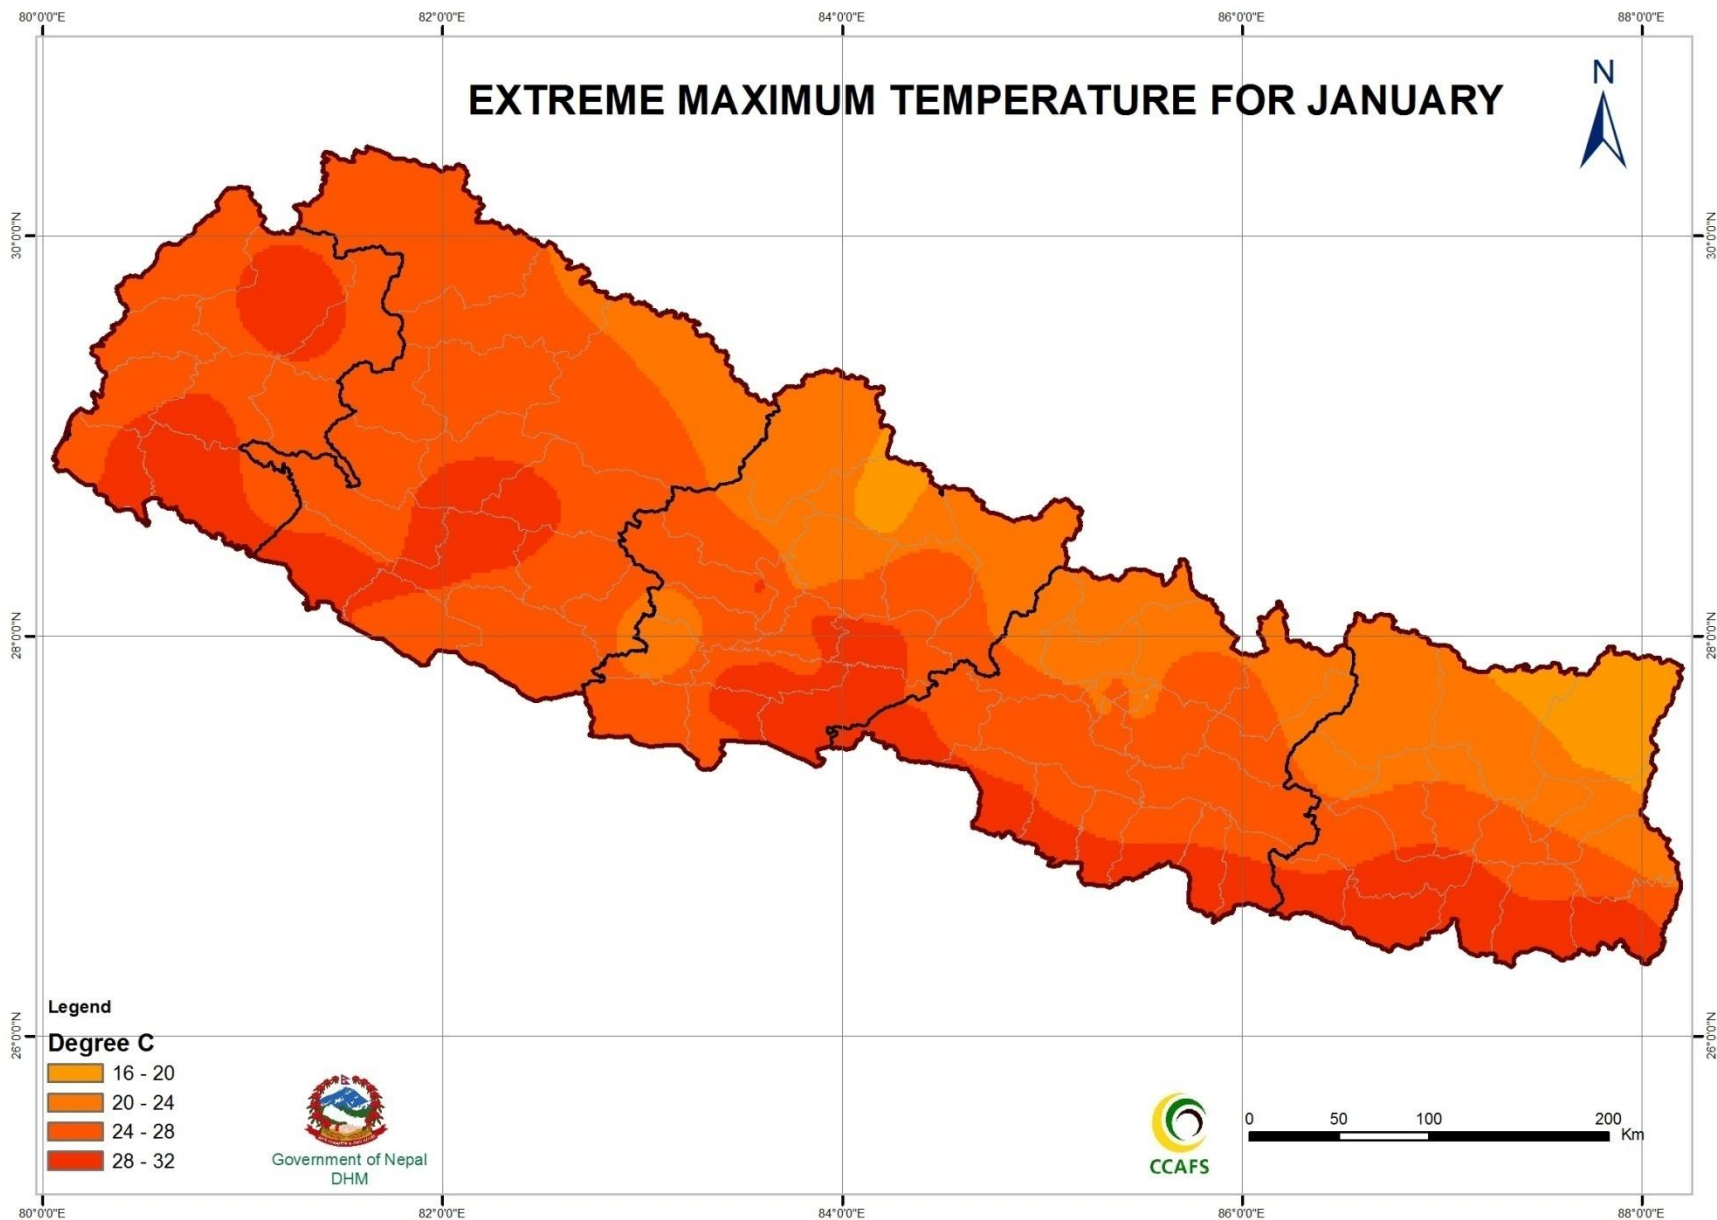 80°0'0"E 82°0'0"E 84°0'0"E 86°0'0"E 88°0'0"E
EXTREME MAXIMUM TEMPERATURE FOR JANUARY
N
30°0'0"N 30°0'0"N
28°0'0"N 28°0'0"N
26°0'0"N 26°0'0"N
Legend
Degree C
16 - 20
20 - 24
24 - 28
28 - 32
Government of Nepal
DHM
CCAFS
0 50 100 200
Km
80°0'0"E 82°0'0"E 84°0'0"E 86°0'0"E 88°0'0"E